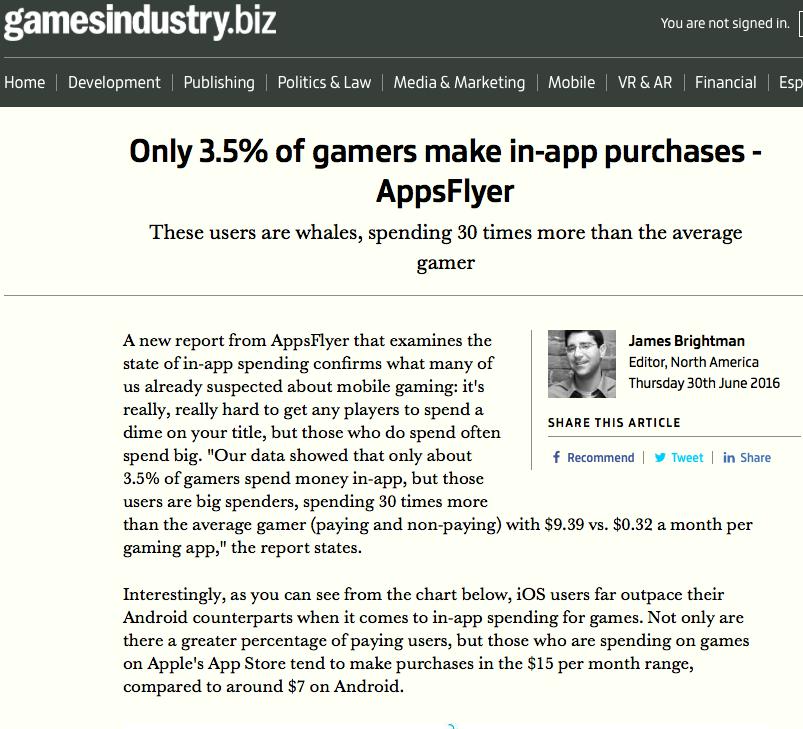 gamesindustry.biz
You are not signed in.
Home | Development | Publishing | Politics & Law | Media & Marketing | Mobile | VR & AR | Financial | Esp
Only 3.5% of gamers make in-app purchases -
AppsFlyer
These users are whales, spending 30 times more than the average
gamer
A new report from AppsFlyer that examines the
state of in-app spending confirms what many of
us already suspected about mobile gaming: it's
really, really hard to get any players to spend a
dime on your title, but those who do spend often
spend big. "Our data showed that only about
3.5% of gamers spend money in-app, but those
users are big spenders, spending 30 times more
than the average gamer (paying and non-paying) with $9.39 vs. $0.32 a month per
gaming app," the report states.
James Brightman
Editor, North America
Thursday 30th June 2016
SHARE THIS ARTICLE
Recommend | Tweet | Share
Interestingly, as you can see from the chart below, iOS users far outpace their
Android counterparts when it comes to in-app spending for games. Not only are
there a greater percentage of paying users, but those who are spending on games
on Apple's App Store tend to make purchases in the $15 per month range,
compared to around $7 on Android.